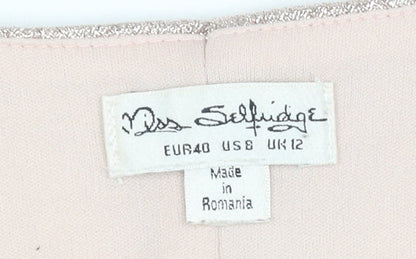 Miss Selfridge
EUR40 US8 UK12
Made
in
Romania